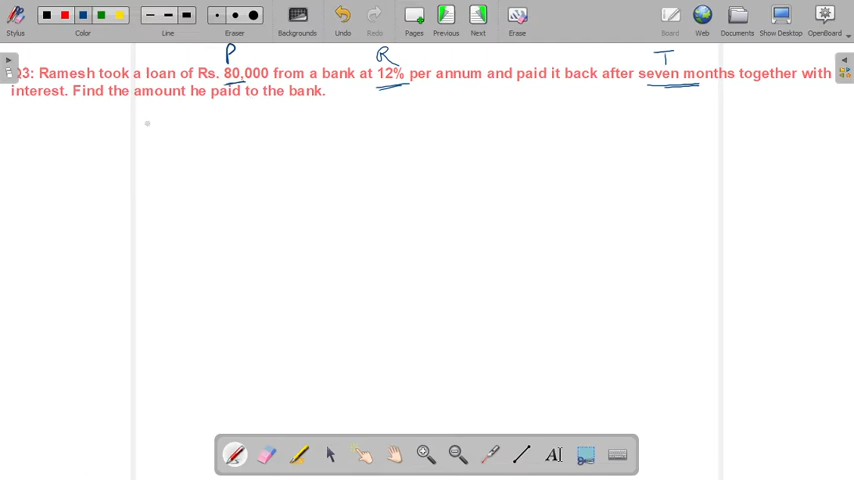 Stylus Color Line Eraser Backgrounds Undo Redo Pages Previous Next Erase Board Web Documents Show Desktop OpenBoard
P R T
Q3: Ramesh took a loan of Rs. 80,000 from a bank at 12% per annum and paid it back after seven months together with
interest. Find the amount he paid to the bank.